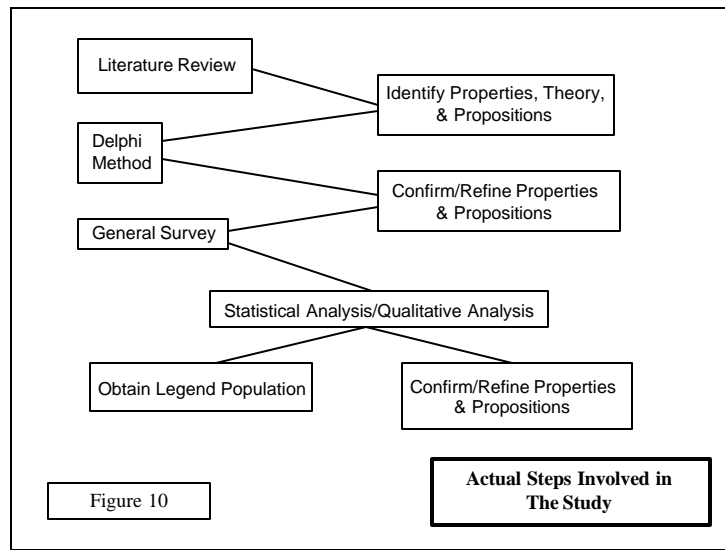 Literature Review
Identify Properties, Theory,
& Propositions
Delphi
Method
Confirm/Refine Properties
& Propositions
General Survey
Statistical Analysis/Qualitative Analysis
Obtain Legend Population
Confirm/Refine Properties
& Propositions
Figure 10
Actual Steps Involved in
The Study